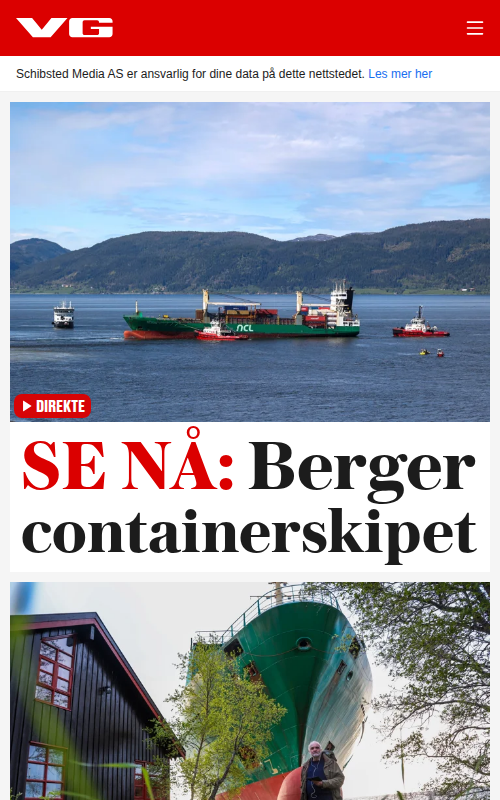 VG
Schibsted Media AS er ansvarlig for dine data på dette nettstedet. Les mer her
ncl
DIREKTE
SE NÅ: Berger
containerskipet